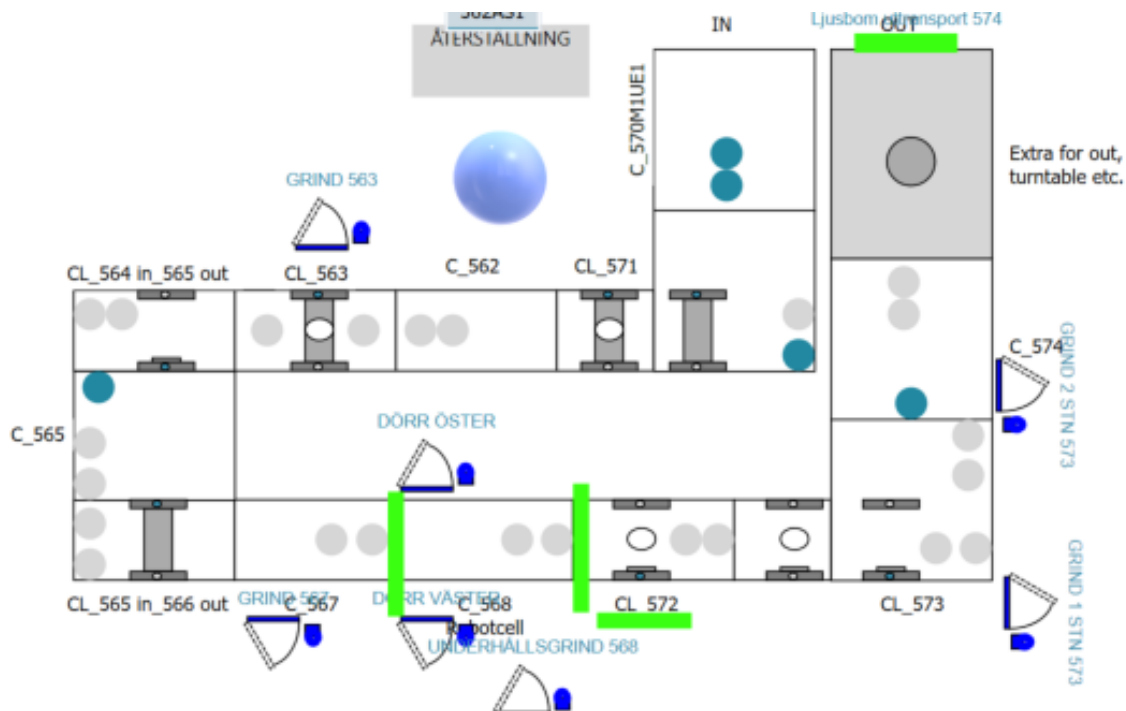 ÅTERSTÄLLNING
IN
Ljusbom uttransport 574
OUT
C_570M1UE1
Extra for out,
turntable etc.
GRIND 563
CL_564 in_565 out
CL_563
C_562
CL_571
C_574
GRIND 2 STN 573
DÖRR ÖSTER
C_565
CL_565 in_566 out
GRIND 567
C_567
DÖRR VÄSTER
C_568
Robotcell
UNDERHÅLLSGRIND 568
CL_572
CL_573
GRIND 1 STN 573